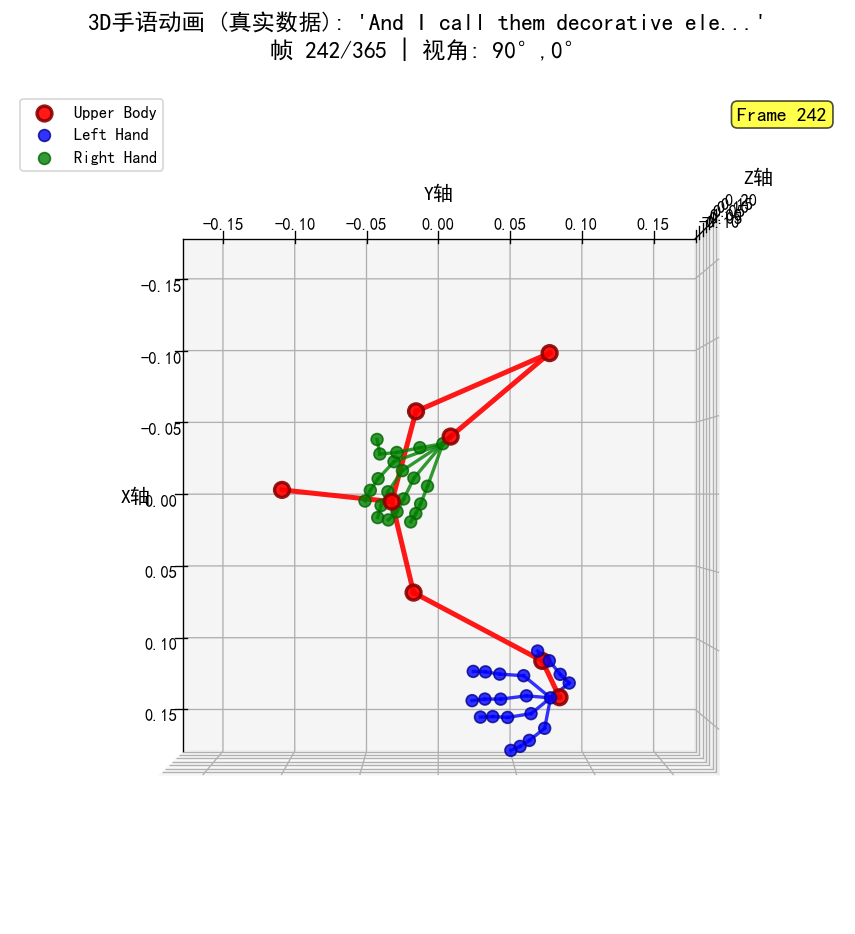 3D手语动画 (真实数据): 'And I call them decorative ele...'
帧 242/365 | 视角: 90°,0°
Upper Body
Left Hand
Right Hand
Frame 242
Z轴
Y轴
−0.15 −0.10 −0.05 0.00 0.05 0.10 0.15
−0.15
−0.10
−0.05
X轴
0.00
0.05
0.10
0.15